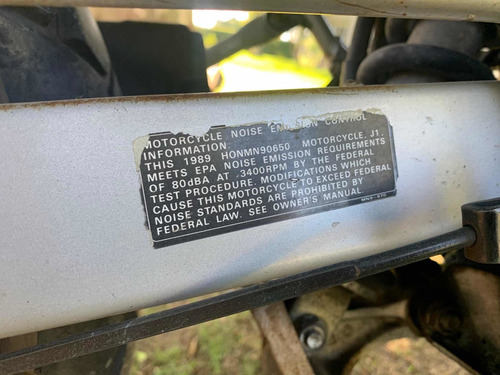 MOTORCYCLE NOISE EMISSION CONTROL
INFORMATION
THIS 1989 HONMN90650 MOTORCYCLE, J1,
MEETS EPA NOISE EMISSION REQUIREMENTS
OF 80dBA AT 3400RPM BY THE FEDERAL
TEST PROCEDURE. MODIFICATIONS WHICH
CAUSE THIS MOTORCYCLE TO EXCEED FEDERAL
NOISE STANDARDS ARE PROHIBITED BY
FEDERAL LAW. SEE OWNER'S MANUAL.